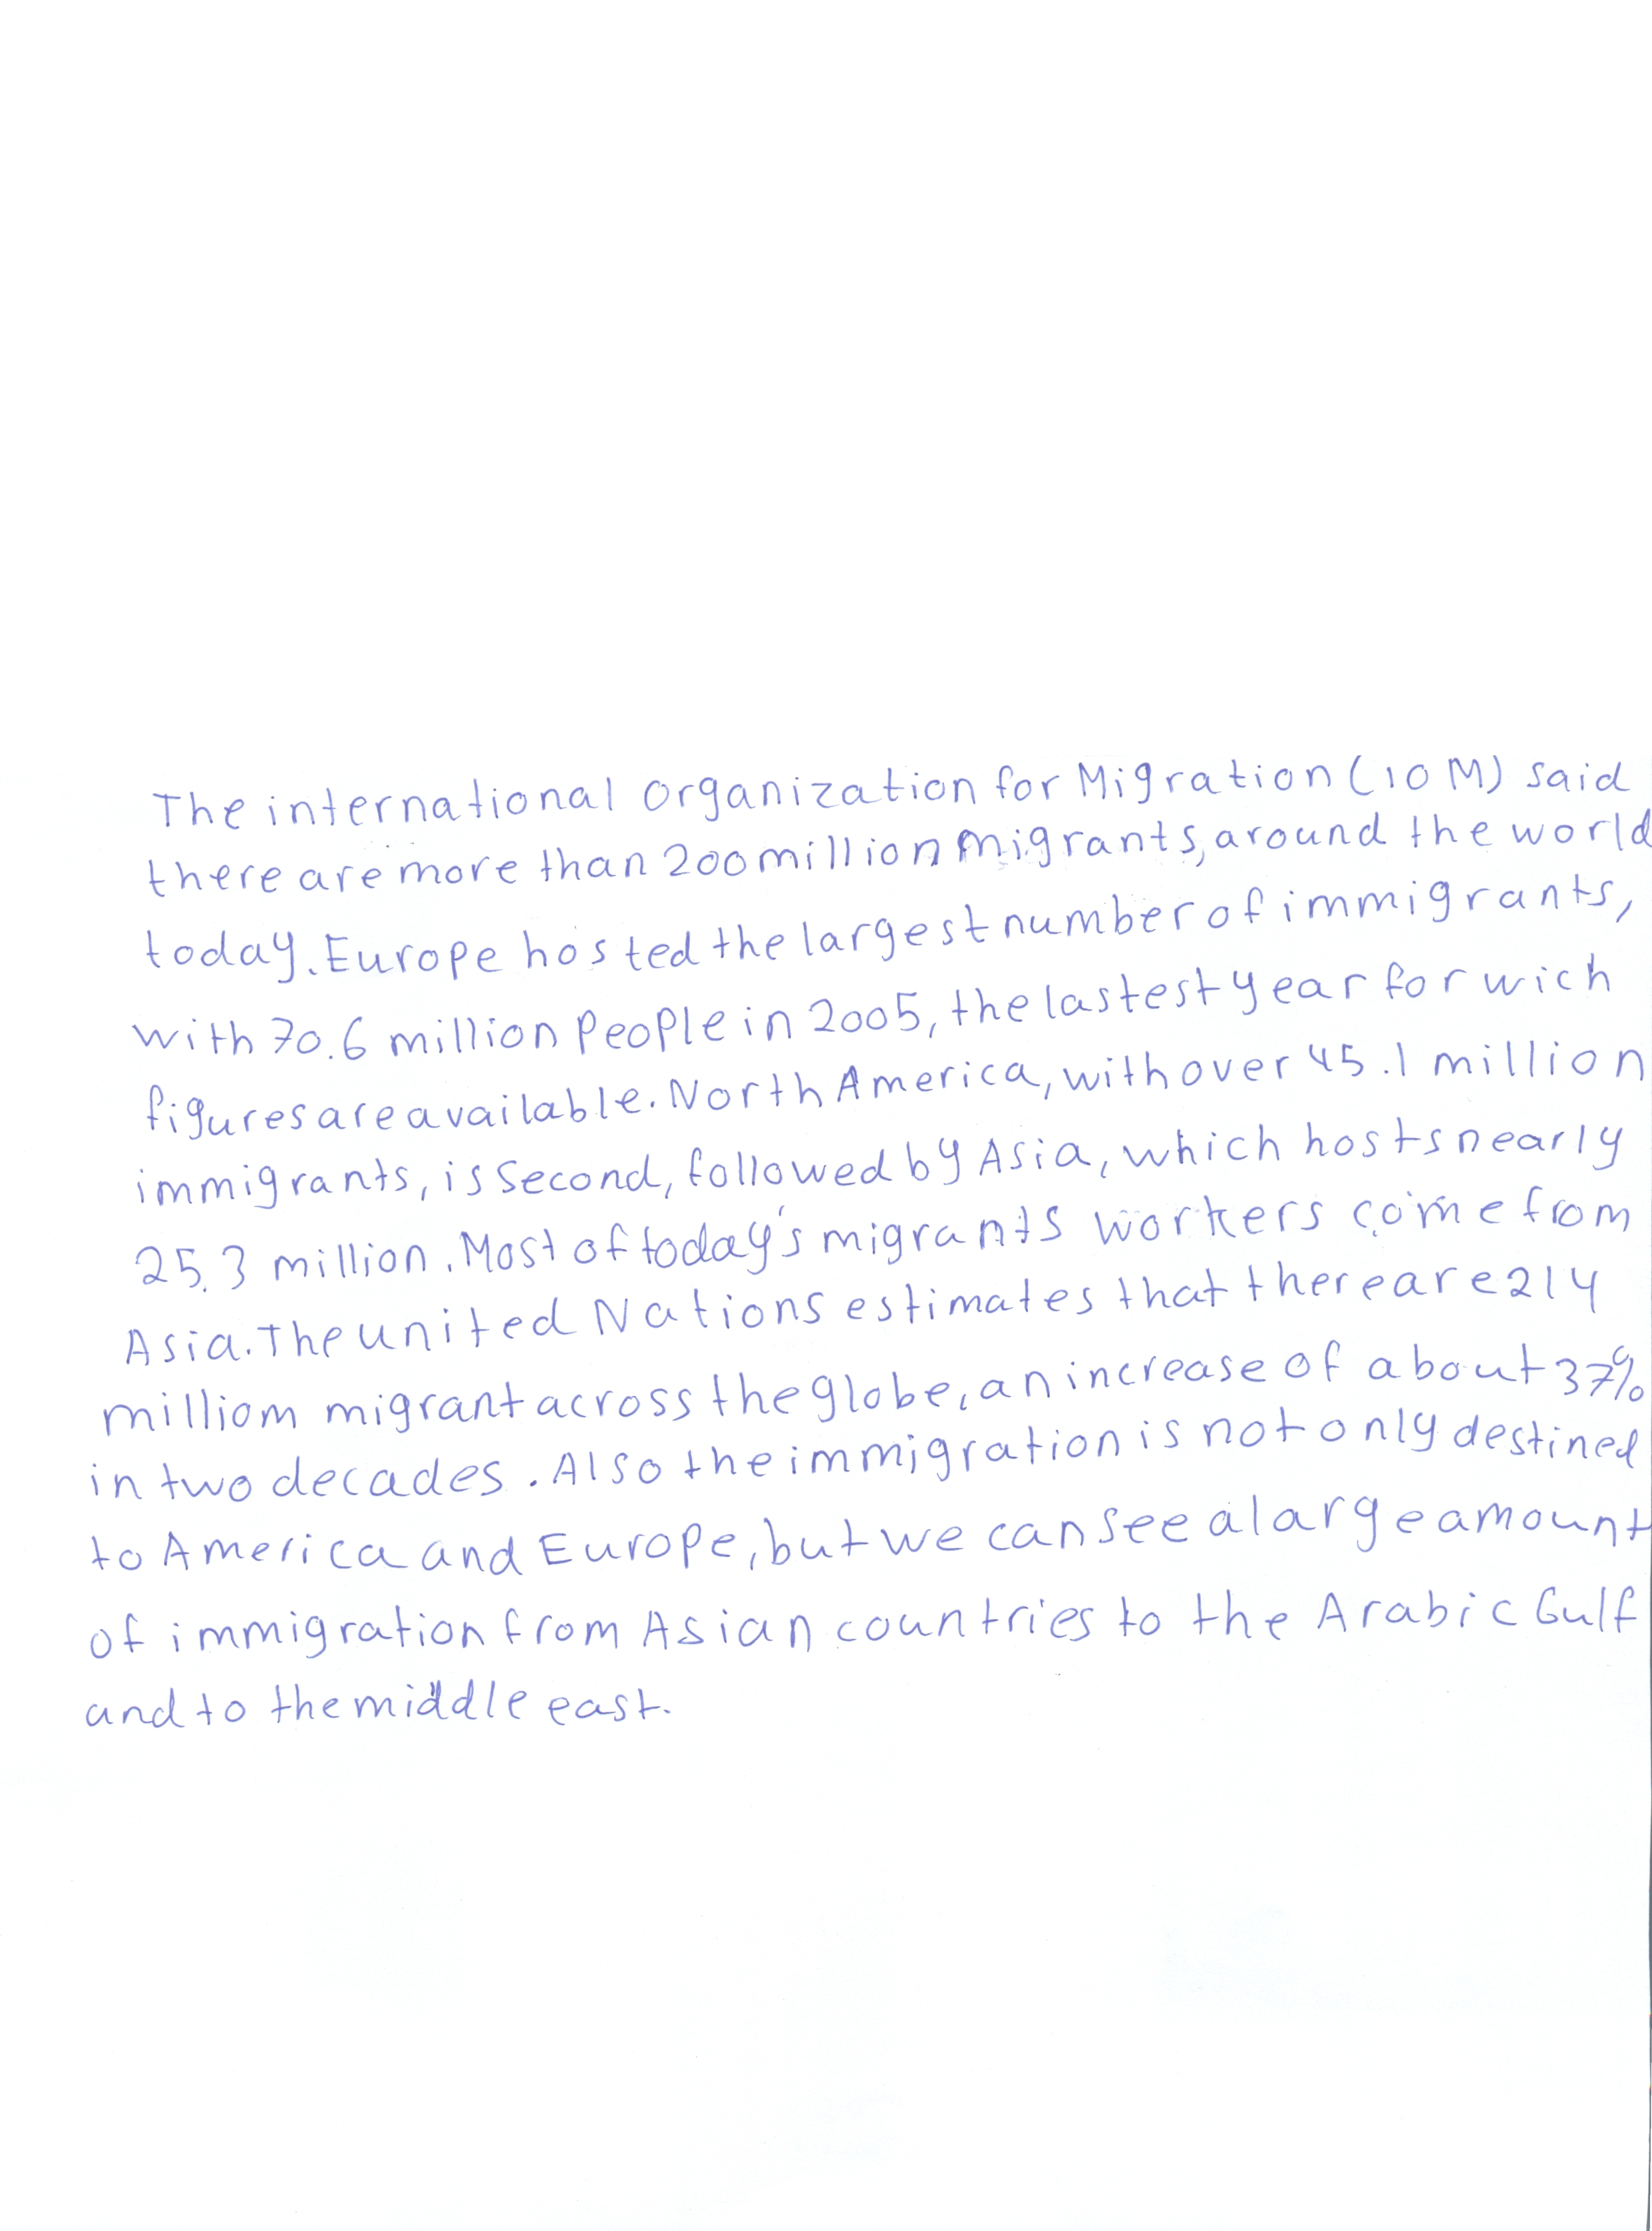 The international organization for Migration (IOM) said
there are more than 200 million migrants, around the world
today. Europe hosted the largest number of immigrants,
with 70.6 million people in 2005, the lastest year for wich
figures are available. North America, with over 45.1 million
immigrants, is second, followed by Asia, which hosts nearly
25.3 million. Most of today's migrants workers come from
Asia. The united Nations estimates that there are 214
milliom migrant across the globe, an increase of about 37%
in two decades. Also the immigration is not only destined
to America and Europe, but we can see a large amount
of immigration from Asian countries to the Arabic Gulf
and to the middle east.